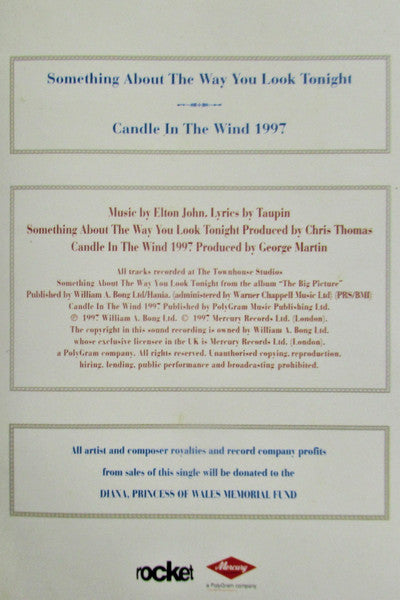 Something About The Way You Look Tonight
Candle In The Wind 1997
Music by Elton John, Lyrics by Taupin
Something About The Way You Look Tonight Produced by Chris Thomas
Candle In The Wind 1997 Produced by George Martin
All tracks recorded at The Townhouse Studios
Something About The Way You Look Tonight from the album "The Big Picture"
Published by William A. Bong Ltd/Hania. (administered by Warner Chappell Music Ltd) (PRS/BMI)
Candle In The Wind 1997 Published by PolyGram Music Publishing Ltd.
℗ 1997 William A. Bong Ltd. © 1997 Mercury Records Ltd. (London).
The copyright in this sound recording is owned by William A. Bong Ltd.
whose exclusive licensee in the UK is Mercury Records Ltd. (London).
a PolyGram company. All rights reserved. Unauthorised copying, reproduction,
hiring, lending, public performance and broadcasting prohibited.
All artist and composer royalties and record company profits
from sales of this single will be donated to the
DIANA, PRINCESS OF WALES MEMORIAL FUND
rocket
Mercury
a PolyGram company